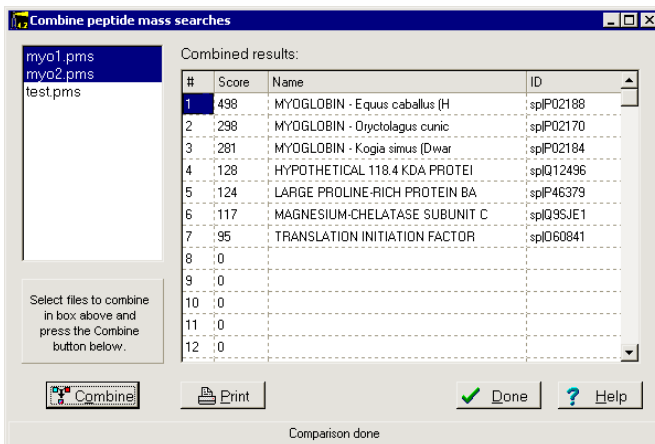 Combine peptide mass searches
myo1.pms
myo2.pms
test.pms
Select files to combine
in box above and
press the Combine
button below.
Combined results:
# Score Name ID
1 498 MYOGLOBIN - Equus caballus (H sp|P02188
2 298 MYOGLOBIN - Oryctolagus cunic sp|P02170
3 281 MYOGLOBIN - Kogia simus (Dwar sp|P02184
4 128 HYPOTHETICAL 118.4 KDA PROTEI sp|Q12496
5 124 LARGE PROLINE-RICH PROTEIN BA sp|P46379
6 117 MAGNESIUM-CHELATASE SUBUNIT C sp|Q9SJE1
7 95 TRANSLATION INITIATION FACTOR sp|O60841
8 0
9 0
10 0
11 0
12 0
Combine Print Done Help
Comparison done